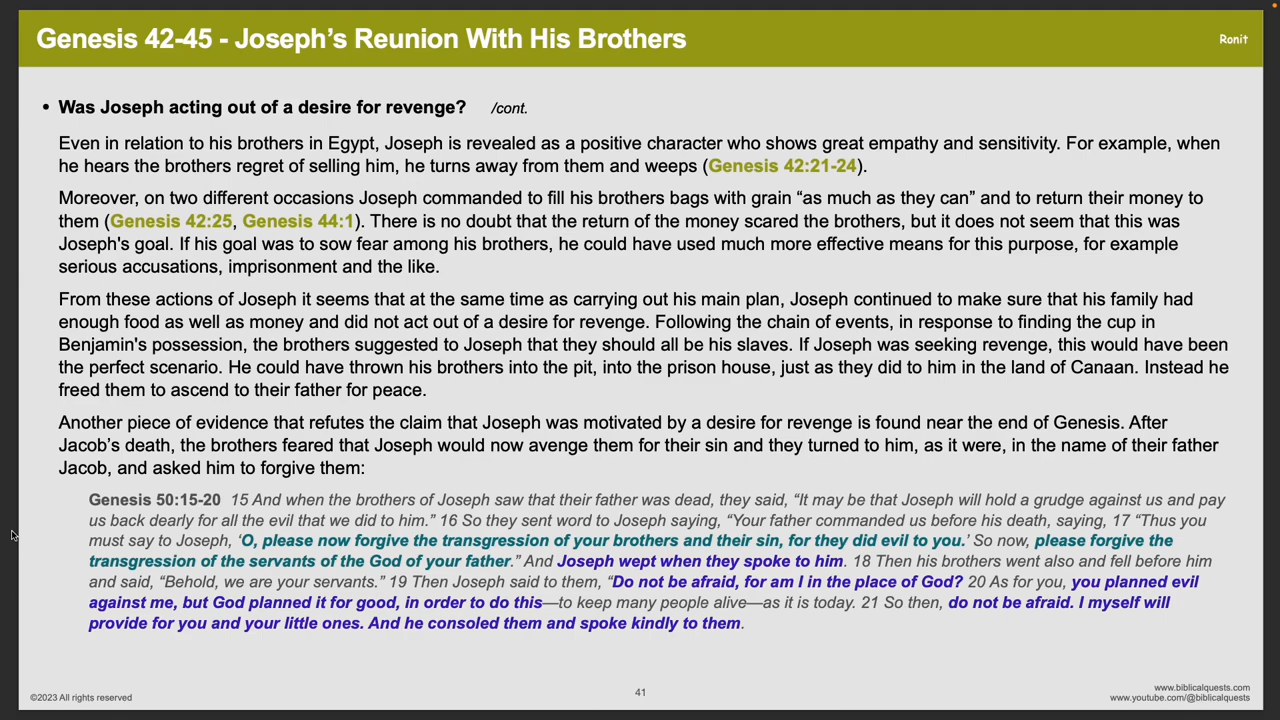 Genesis 42-45 - Joseph's Reunion With His Brothers
Ronit
• Was Joseph acting out of a desire for revenge? /cont.
Even in relation to his brothers in Egypt, Joseph is revealed as a positive character who shows great empathy and sensitivity. For example, when
he hears the brothers regret of selling him, he turns away from them and weeps (Genesis 42:21-24).
Moreover, on two different occasions Joseph commanded to fill his brothers bags with grain “as much as they can” and to return their money to
them (Genesis 42:25, Genesis 44:1). There is no doubt that the return of the money scared the brothers, but it does not seem that this was
Joseph's goal. If his goal was to sow fear among his brothers, he could have used much more effective means for this purpose, for example
serious accusations, imprisonment and the like.
From these actions of Joseph it seems that at the same time as carrying out his main plan, Joseph continued to make sure that his family had
enough food as well as money and did not act out of a desire for revenge. Following the chain of events, in response to finding the cup in
Benjamin's possession, the brothers suggested to Joseph that they should all be his slaves. If Joseph was seeking revenge, this would have been
the perfect scenario. He could have thrown his brothers into the pit, into the prison house, just as they did to him in the land of Canaan. Instead he
freed them to ascend to their father for peace.
Another piece of evidence that refutes the claim that Joseph was motivated by a desire for revenge is found near the end of Genesis. After
Jacob’s death, the brothers feared that Joseph would now avenge them for their sin and they turned to him, as it were, in the name of their father
Jacob, and asked him to forgive them:
Genesis 50:15-20 15 And when the brothers of Joseph saw that their father was dead, they said, “It may be that Joseph will hold a grudge against us and pay
us back dearly for all the evil that we did to him.” 16 So they sent word to Joseph saying, “Your father commanded us before his death, saying, 17 “Thus you
must say to Joseph, ‘O, please now forgive the transgression of your brothers and their sin, for they did evil to you.’ So now, please forgive the
transgression of the servants of the God of your father.” And Joseph wept when they spoke to him. 18 Then his brothers went also and fell before him
and said, “Behold, we are your servants.” 19 Then Joseph said to them, “Do not be afraid, for am I in the place of God? 20 As for you, you planned evil
against me, but God planned it for good, in order to do this—to keep many people alive—as it is today. 21 So then, do not be afraid. I myself will
provide for you and your little ones. And he consoled them and spoke kindly to them.
©2023 All rights reserved
41
www.biblicalquests.com
www.youtube.com/@biblicalquests